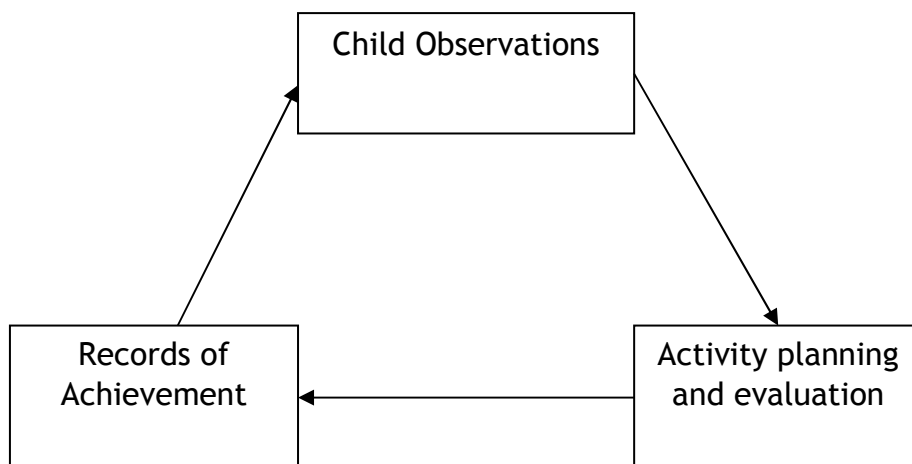 Child Observations
Records of
Achievement
Activity planning
and evaluation